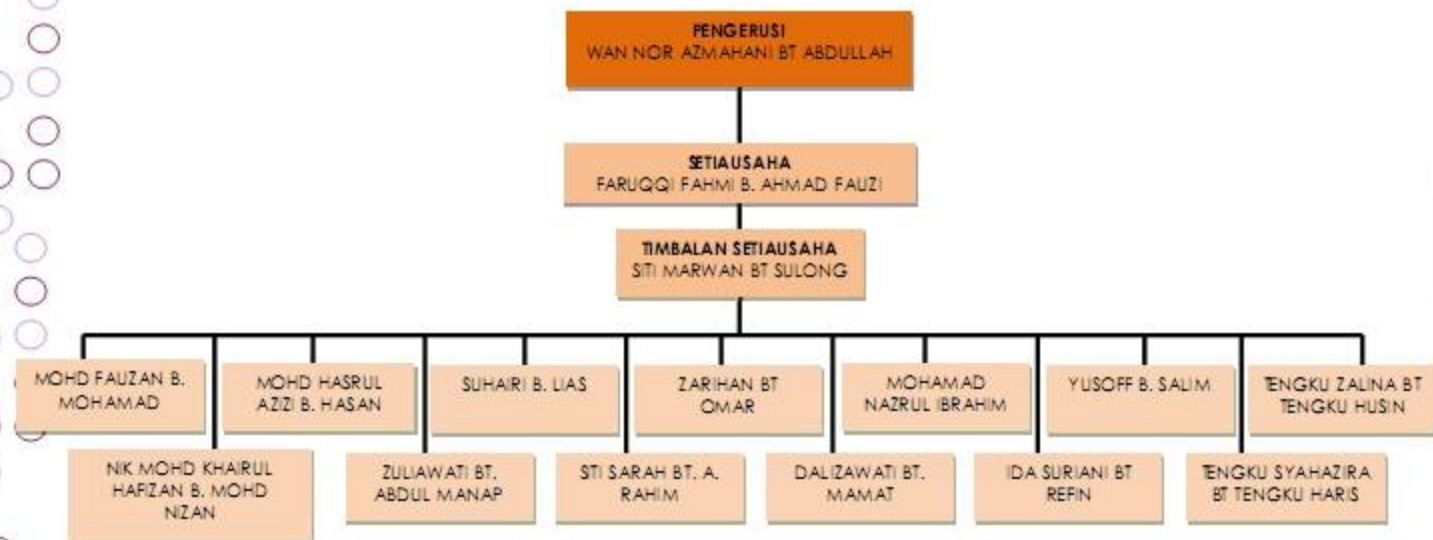 PENGERUSI
WAN NOR AZMAHANI BT ABDULLAH
SETIAUSAHA
FARUQQI FAHMI B. AHMAD FAUZI
TIMBALAN SETIAUSAHA
SITI MARWAN BT SULONG
MOHD FAUZAN B.
MOHAMAD
MOHD HASRUL
AZIZI B. HASAN
SUHAIRI B. LIAS
ZARIHAN BT
OMAR
MOHAMAD
NAZRUL IBRAHIM
YUSOFF B. SALIM
TENGKU ZALINA BT
TENGKU HUSIN
NIK MOHD KHAIRUL
HAFIZAN B. MOHD
NIZAN
ZULIAWATI BT.
ABDUL MANAP
SITI SARAH BT. A.
RAHIM
DALIZAWATI BT.
MAMAT
IDA SURIANI BT
REFIN
TENGKU SYAHAZIRA
BT TENGKU HARIS